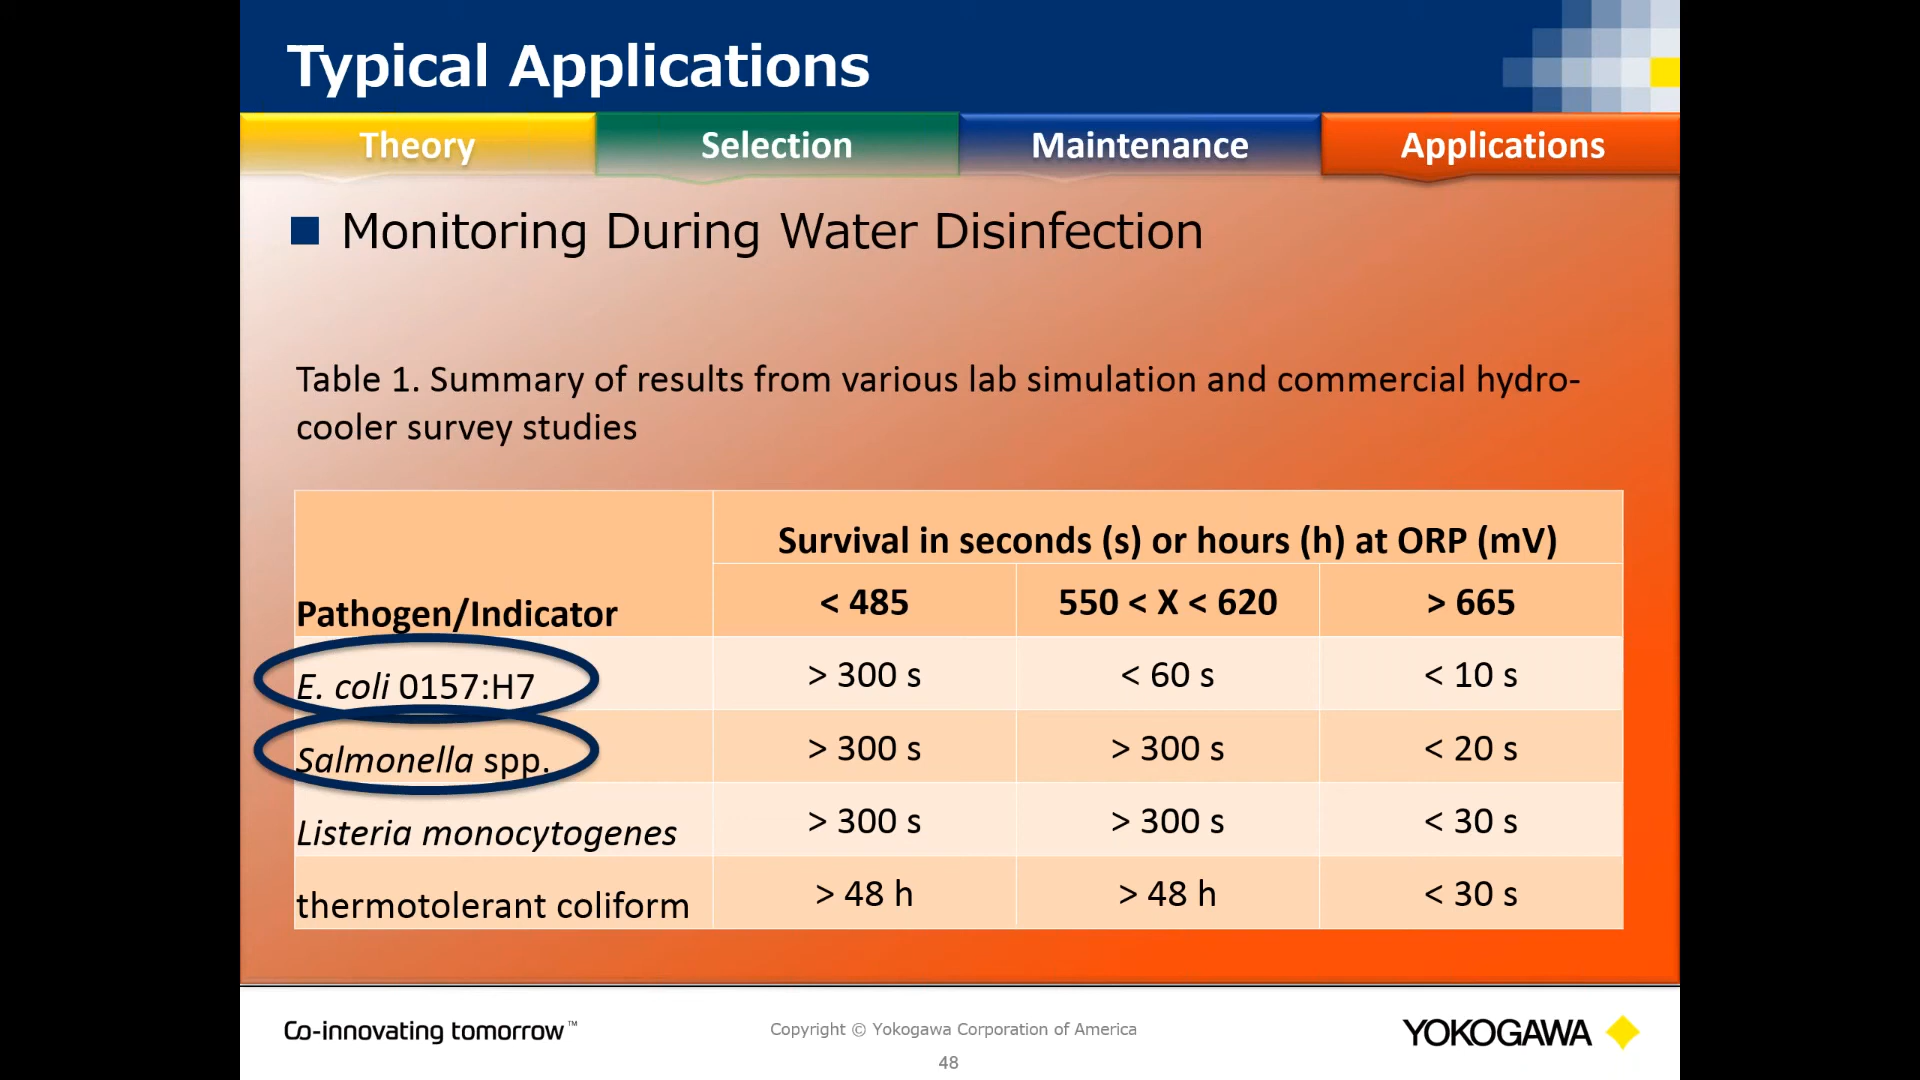 Typical Applications
Theory
Selection
Maintenance
Applications
Monitoring During Water Disinfection
Table 1. Summary of results from various lab simulation and commercial hydro-
cooler survey studies
Survival in seconds (s) or hours (h) at ORP (mV)
Pathogen/Indicator
< 485
550 < X < 620
> 665
E. coli 0157:H7
> 300 s
< 60 s
< 10 s
Salmonella spp.
> 300 s
> 300 s
< 20 s
Listeria monocytogenes
> 300 s
> 300 s
< 30 s
thermotolerant coliform
> 48 h
> 48 h
< 30 s
Co-innovating tomorrow™
Copyright © Yokogawa Corporation of America
YOKOGAWA
48